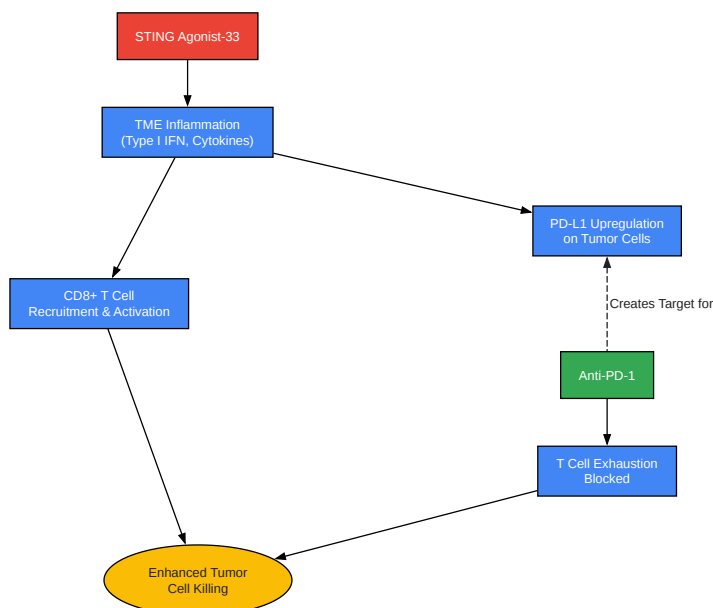 STING Agonist-33
TME Inflammation
(Type I IFN, Cytokines)
PD-L1 Upregulation
on Tumor Cells
CD8+ T Cell
Recruitment & Activation
Creates Target for
Anti-PD-1
T Cell Exhaustion
Blocked
Enhanced Tumor
Cell Killing